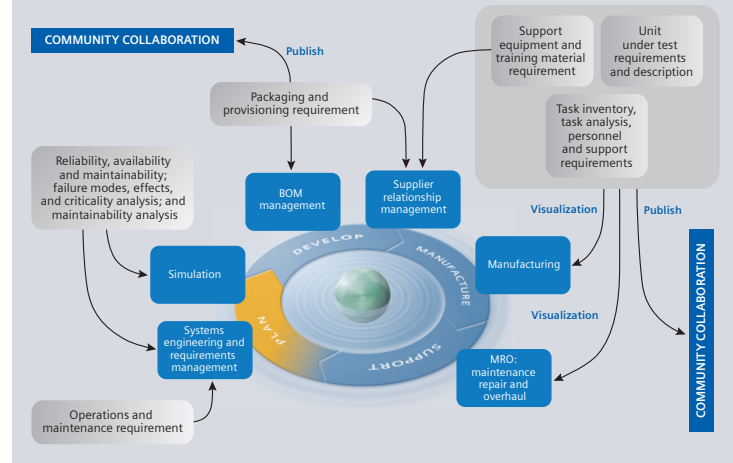 COMMUNITY COLLABORATION
Publish
Support
equipment and
training material
requirement
Unit
under test
requirements
and description
Packaging and
provisioning requirement
Task inventory,
task analysis,
personnel
and support
requirements
Reliability, availability
and maintainability;
failure modes, effects,
and criticality analysis; and
maintainability analysis
BOM
management
Supplier
relationship
management
Visualization
Publish
DEVELOP
MANUFACTURE
Simulation
Manufacturing
COMMUNITY COLLABORATION
PLAN
SUPPORT
Visualization
Systems
engineering and
requirements
management
MRO:
maintenance
repair and
overhaul
Operations and
maintenance requirement